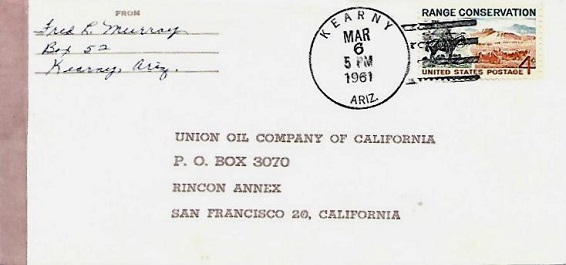 FROM
Fred L. Murray
Box 52
Kearny, Ariz.
KEARNY
MAR
6
5 PM
1961
ARIZ.
RANGE CONSERVATION
UNITED STATES POSTAGE 4¢
UNION OIL COMPANY OF CALIFORNIA
P. O. BOX 3070
RINCON ANNEX
SAN FRANCISCO 20, CALIFORNIA